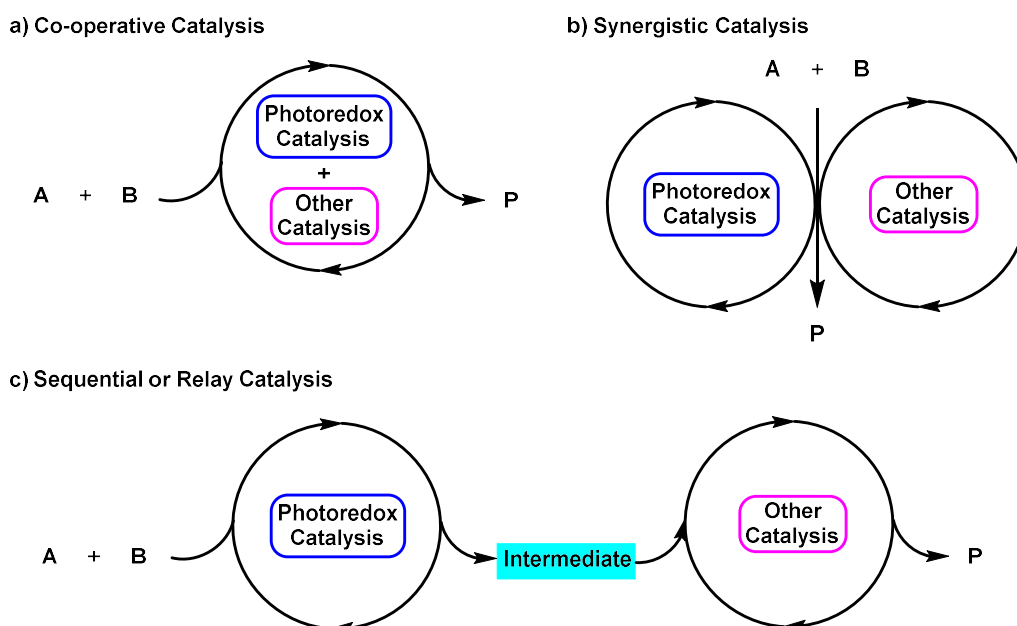 a) Co-operative Catalysis
Photoredox
Catalysis
+
Other
Catalysis
A + B
P
b) Synergistic Catalysis
A + B
Photoredox
Catalysis
Other
Catalysis
P
c) Sequential or Relay Catalysis
A + B
Photoredox
Catalysis
Intermediate
Other
Catalysis
P